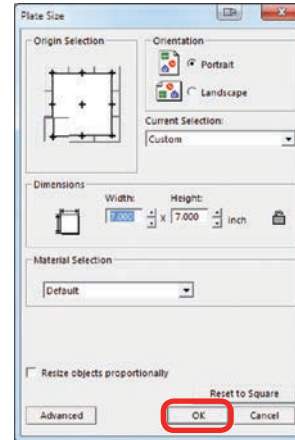 Plate Size
Origin Selection
Orientation
Portrait
Landscape
Current Selection:
Custom
Dimensions
Width: Height:
7.000 x 7.000 inch
Material Selection
Default
Resize objects proportionally
Reset to Square
Advanced OK Cancel